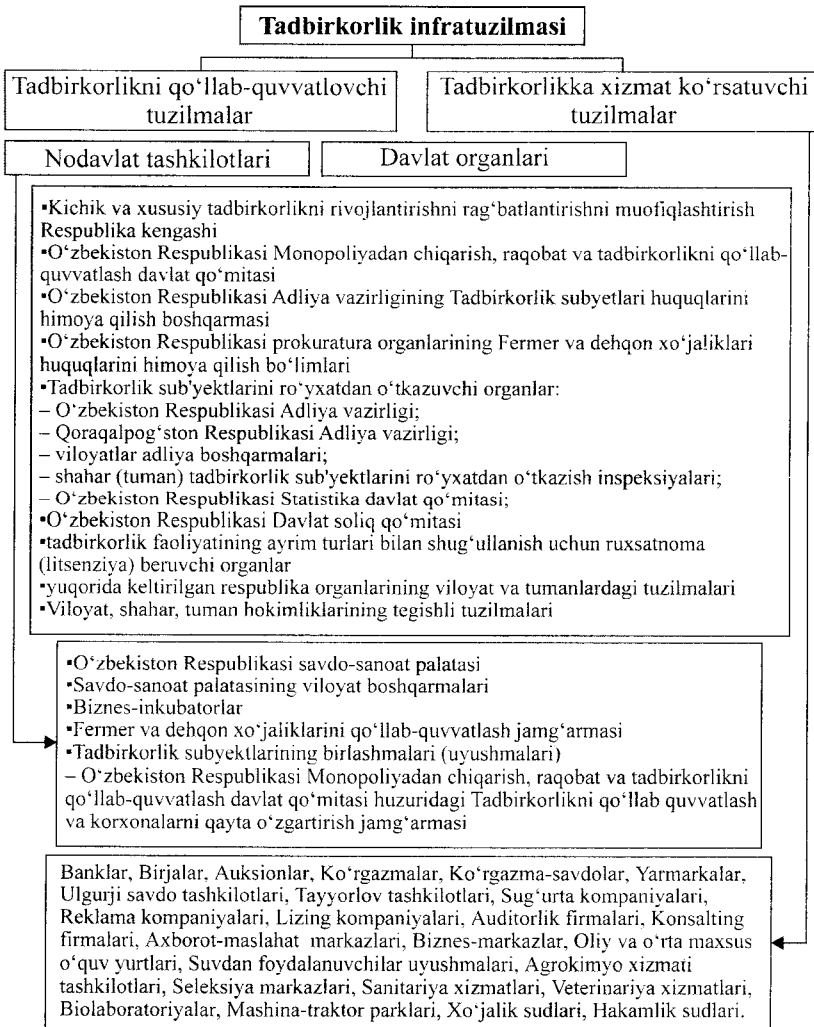 Tadbirkorlik infratuzilmasi
Tadbirkorlikni qo‘llab-quvvatlovchi
tuzilmalar
Tadbirkorlikka xizmat ko‘rsatuvchi
tuzilmalar
Nodavlat tashkilotlari
Davlat organlari
▪Kichik va xususiy tadbirkorlikni rivojlantirishni rag‘batlantirishni muofiqlashtirish
Respublika kengashi
▪O‘zbekiston Respublikasi Monopoliyadan chiqarish, raqobat va tadbirkorlikni qo‘llab-
quvvatlash davlat qo‘mitasi
▪O‘zbekiston Respublikasi Adliya vazirligining Tadbirkorlik subyetlari huquqlarini
himoya qilish boshqarmasi
▪O‘zbekiston Respublikasi prokuratura organlarining Fermer va dehqon xo‘jaliklari
huquqlarini himoya qilish bo‘limlari
▪Tadbirkorlik sub'yektlarini ro‘yxatdan o‘tkazuvchi organlar:
– O‘zbekiston Respublikasi Adliya vazirligi;
– Qoraqalpog‘ston Respublikasi Adliya vazirligi;
– viloyatlar adliya boshqarmalari;
– shahar (tuman) tadbirkorlik sub'yektlarini ro‘yxatdan o‘tkazish inspeksiyalari;
– O‘zbekiston Respublikasi Statistika davlat qo‘mitasi;
▪O‘zbekiston Respublikasi Davlat soliq qo‘mitasi
▪tadbirkorlik faoliyatining ayrim turlari bilan shug‘ullanish uchun ruxsatnoma
(litsenziya) beruvchi organlar
▪yuqorida keltirilgan respublika organlarining viloyat va tumanlardagi tuzilmalari
▪Viloyat, shahar, tuman hokimliklarining tegishli tuzilmalari
▪O‘zbekiston Respublikasi savdo-sanoat palatasi
▪Savdo-sanoat palatasining viloyat boshqarmalari
▪Biznes-inkubatorlar
▪Fermer va dehqon xo‘jaliklarini qo‘llab-quvvatlash jamg‘armasi
▪Tadbirkorlik subyektlarining birlashmalari (uyushmalari)
– O‘zbekiston Respublikasi Monopoliyadan chiqarish, raqobat va tadbirkorlikni
qo‘llab-quvvatlash davlat qo‘mitasi huzuridagi Tadbirkorlikni qo‘llab quvvatlash
va korxonalarni qayta o‘zgartirish jamg‘armasi
Banklar, Birjalar, Auksionlar, Ko‘rgazmalar, Ko‘rgazma-savdolar, Yarmarkalar,
Ulgurji savdo tashkilotlari, Tayyorlov tashkilotlari, Sug‘urta kompaniyalari,
Reklama kompaniyalari, Lizing kompaniyalari, Auditorlik firmalari, Konsalting
firmalari, Axborot-maslahat markazlari, Biznes-markazlar, Oliy va o‘rta maxsus
o‘quv yurtlari, Suvdan foydalanuvchilar uyushmalari, Agrokimyo xizmati
tashkilotlari, Seleksiya markazlari, Sanitariya xizmatlari, Veterinariya xizmatlari,
Biolaboratoriyalar, Mashina-traktor parklari, Xo‘jalik sudlari, Hakamlik sudlari.